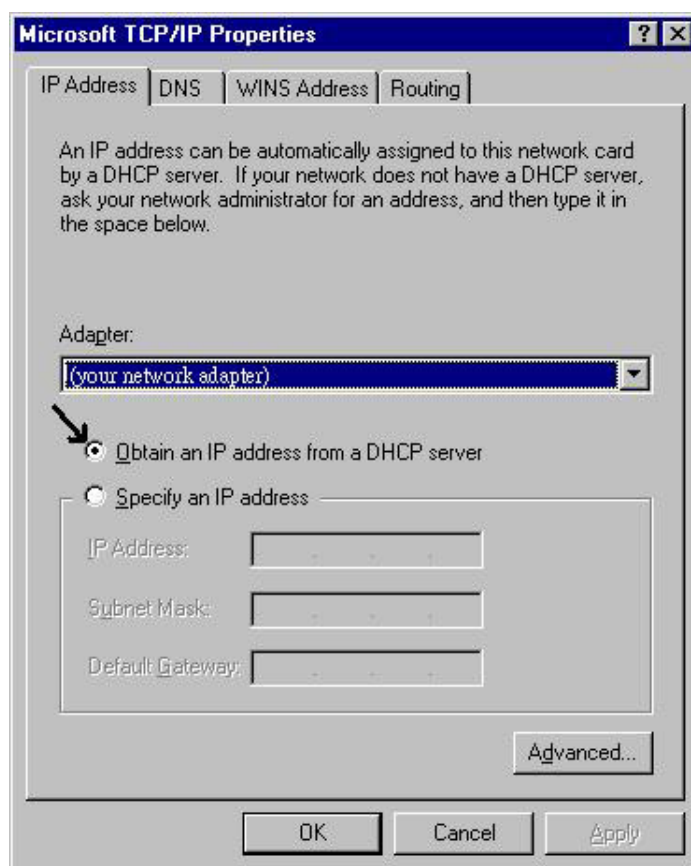 Microsoft TCP/IP Properties
IP Address DNS WINS Address Routing
An IP address can be automatically assigned to this network card
by a DHCP server. If your network does not have a DHCP server,
ask your network administrator for an address, and then type it in
the space below.
Adapter:
(your network adapter)
Obtain an IP address from a DHCP server
Specify an IP address
IP Address:
Subnet Mask:
Default Gateway:
Advanced...
OK Cancel Apply